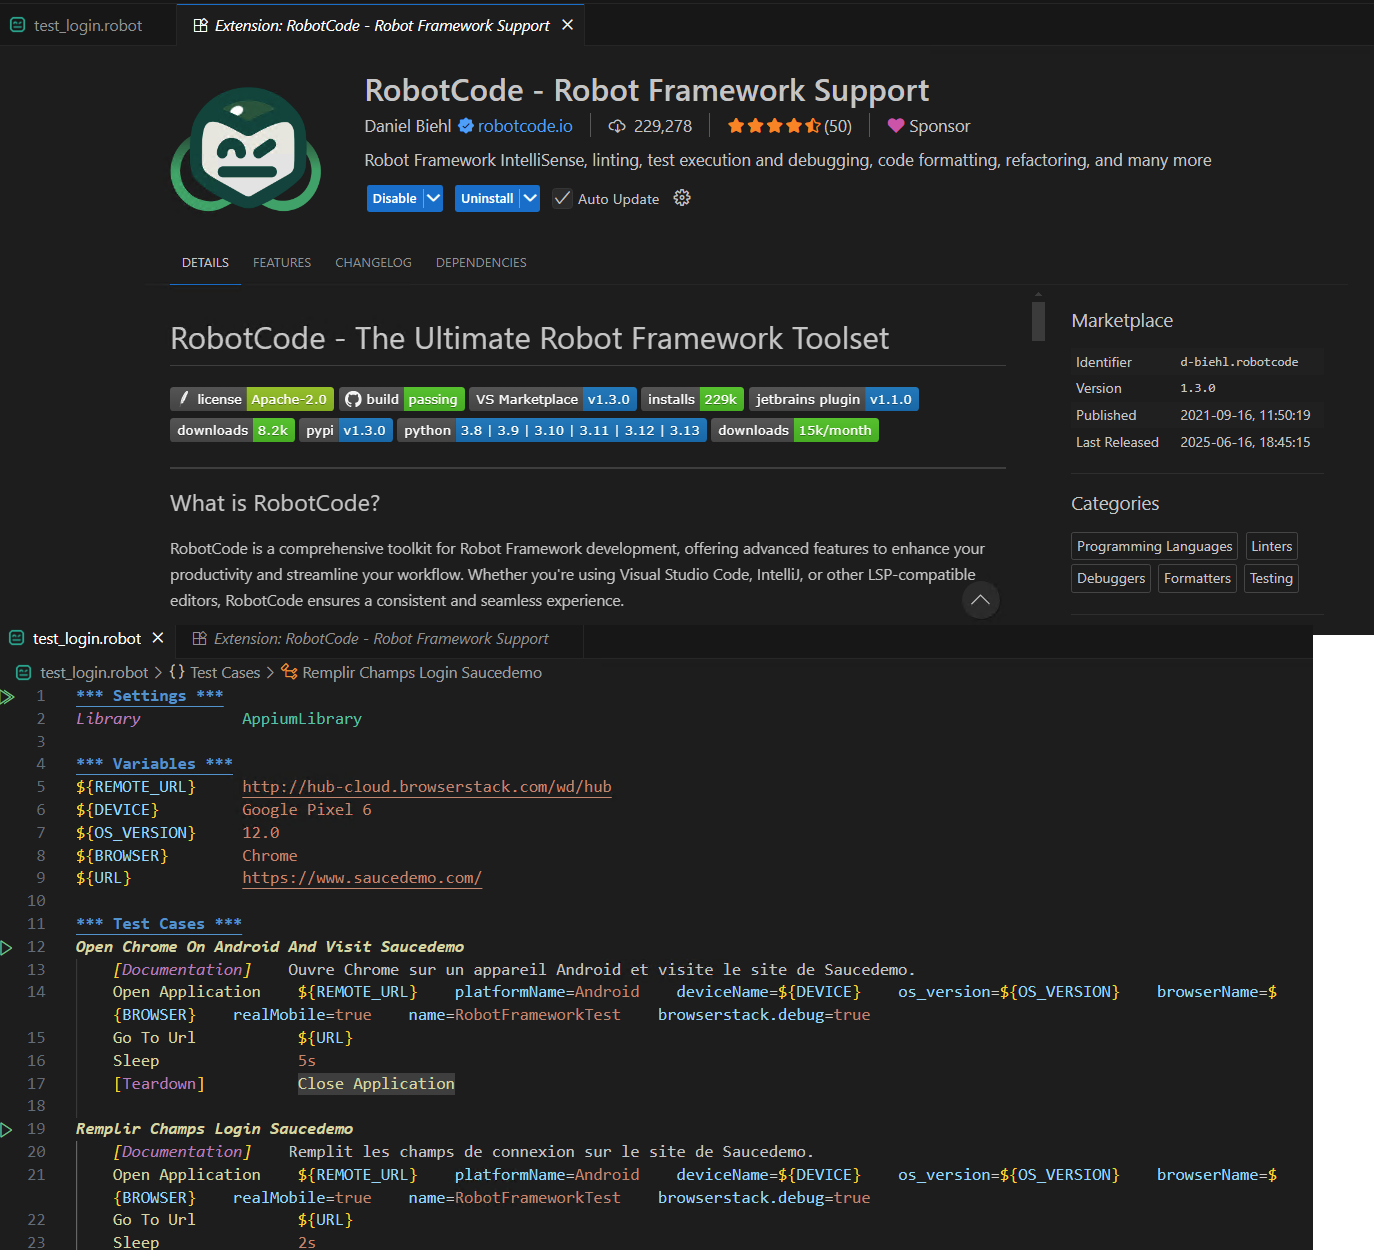 test_login.robot
Extension: RobotCode - Robot Framework Support
RobotCode - Robot Framework Support
Daniel Biehl robotcode.io 229,278 (50) Sponsor
Robot Framework IntelliSense, linting, test execution and debugging, code formatting, refactoring, and many more
Disable Uninstall Auto Update
DETAILS FEATURES CHANGELOG DEPENDENCIES
RobotCode - The Ultimate Robot Framework Toolset
license Apache-2.0 build passing VS Marketplace v1.3.0 installs 229k jetbrains plugin v1.1.0
downloads 8.2k pypi v1.3.0 python 3.8 | 3.9 | 3.10 | 3.11 | 3.12 | 3.13 downloads 15k/month
What is RobotCode?
RobotCode is a comprehensive toolkit for Robot Framework development, offering advanced features to enhance your
productivity and streamline your workflow. Whether you're using Visual Studio Code, IntelliJ, or other LSP-compatible
editors, RobotCode ensures a consistent and seamless experience.
Marketplace
Identifier d-biehl.robotcode
Version 1.3.0
Published 2021-09-16, 11:50:19
Last Released 2025-06-16, 18:45:15
Categories
Programming Languages Linters
Debuggers Formatters Testing
test_login.robot
Extension: RobotCode - Robot Framework Support
test_login.robot > {} Test Cases > Remplir Champs Login Saucedemo
1 *** Settings ***
2 Library AppiumLibrary
3
4 *** Variables ***
5 ${REMOTE_URL} http://hub-cloud.browserstack.com/wd/hub
6 ${DEVICE} Google Pixel 6
7 ${OS_VERSION} 12.0
8 ${BROWSER} Chrome
9 ${URL} https://www.saucedemo.com/
10
11 *** Test Cases ***
12 Open Chrome On Android And Visit Saucedemo
13 [Documentation] Ouvre Chrome sur un appareil Android et visite le site de Saucedemo.
14 Open Application ${REMOTE_URL} platformName=Android deviceName=${DEVICE} os_version=${OS_VERSION} browserName=$
{BROWSER} realMobile=true name=RobotFrameworkTest browserstack.debug=true
15 Go To Url ${URL}
16 Sleep 5s
17 [Teardown] Close Application
18
19 Remplir Champs Login Saucedemo
20 [Documentation] Remplit les champs de connexion sur le site de Saucedemo.
21 Open Application ${REMOTE_URL} platformName=Android deviceName=${DEVICE} os_version=${OS_VERSION} browserName=$
{BROWSER} realMobile=true name=RobotFrameworkTest browserstack.debug=true
22 Go To Url ${URL}
23 Sleep 2s